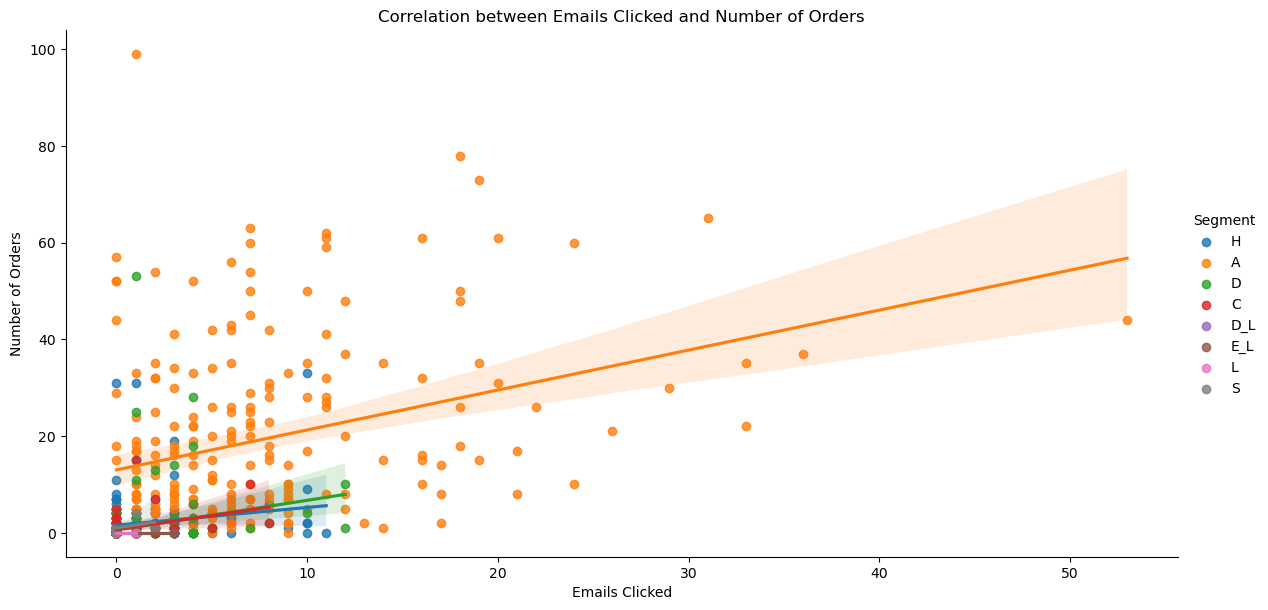 Correlation between Emails Clicked and Number of Orders
100
80
60
40
20
0
Number of Orders
0 10 20 30 40 50
Emails Clicked
Segment
H
A
D
C
D_L
E_L
L
S